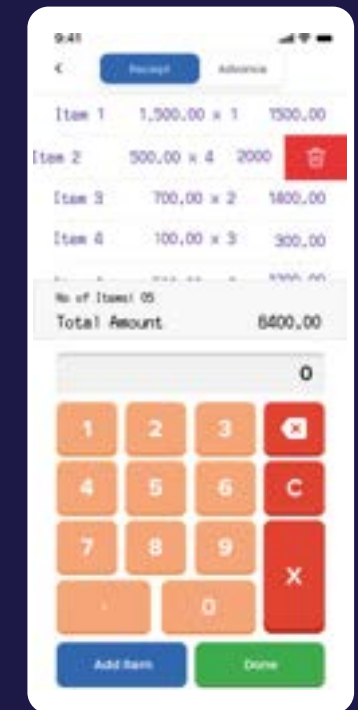 9:41
Receipt Advance
Item 1 1,500.00 x 1 1500.00
Item 2 500.00 x 4 2000
Item 3 700.00 x 2 1400.00
Item 4 100.00 x 3 300.00
No of Items: 05
Total Amount 6400.00
0
1 2 3
4 5 6 C
7 8 9 X
. 0
Add Item Done